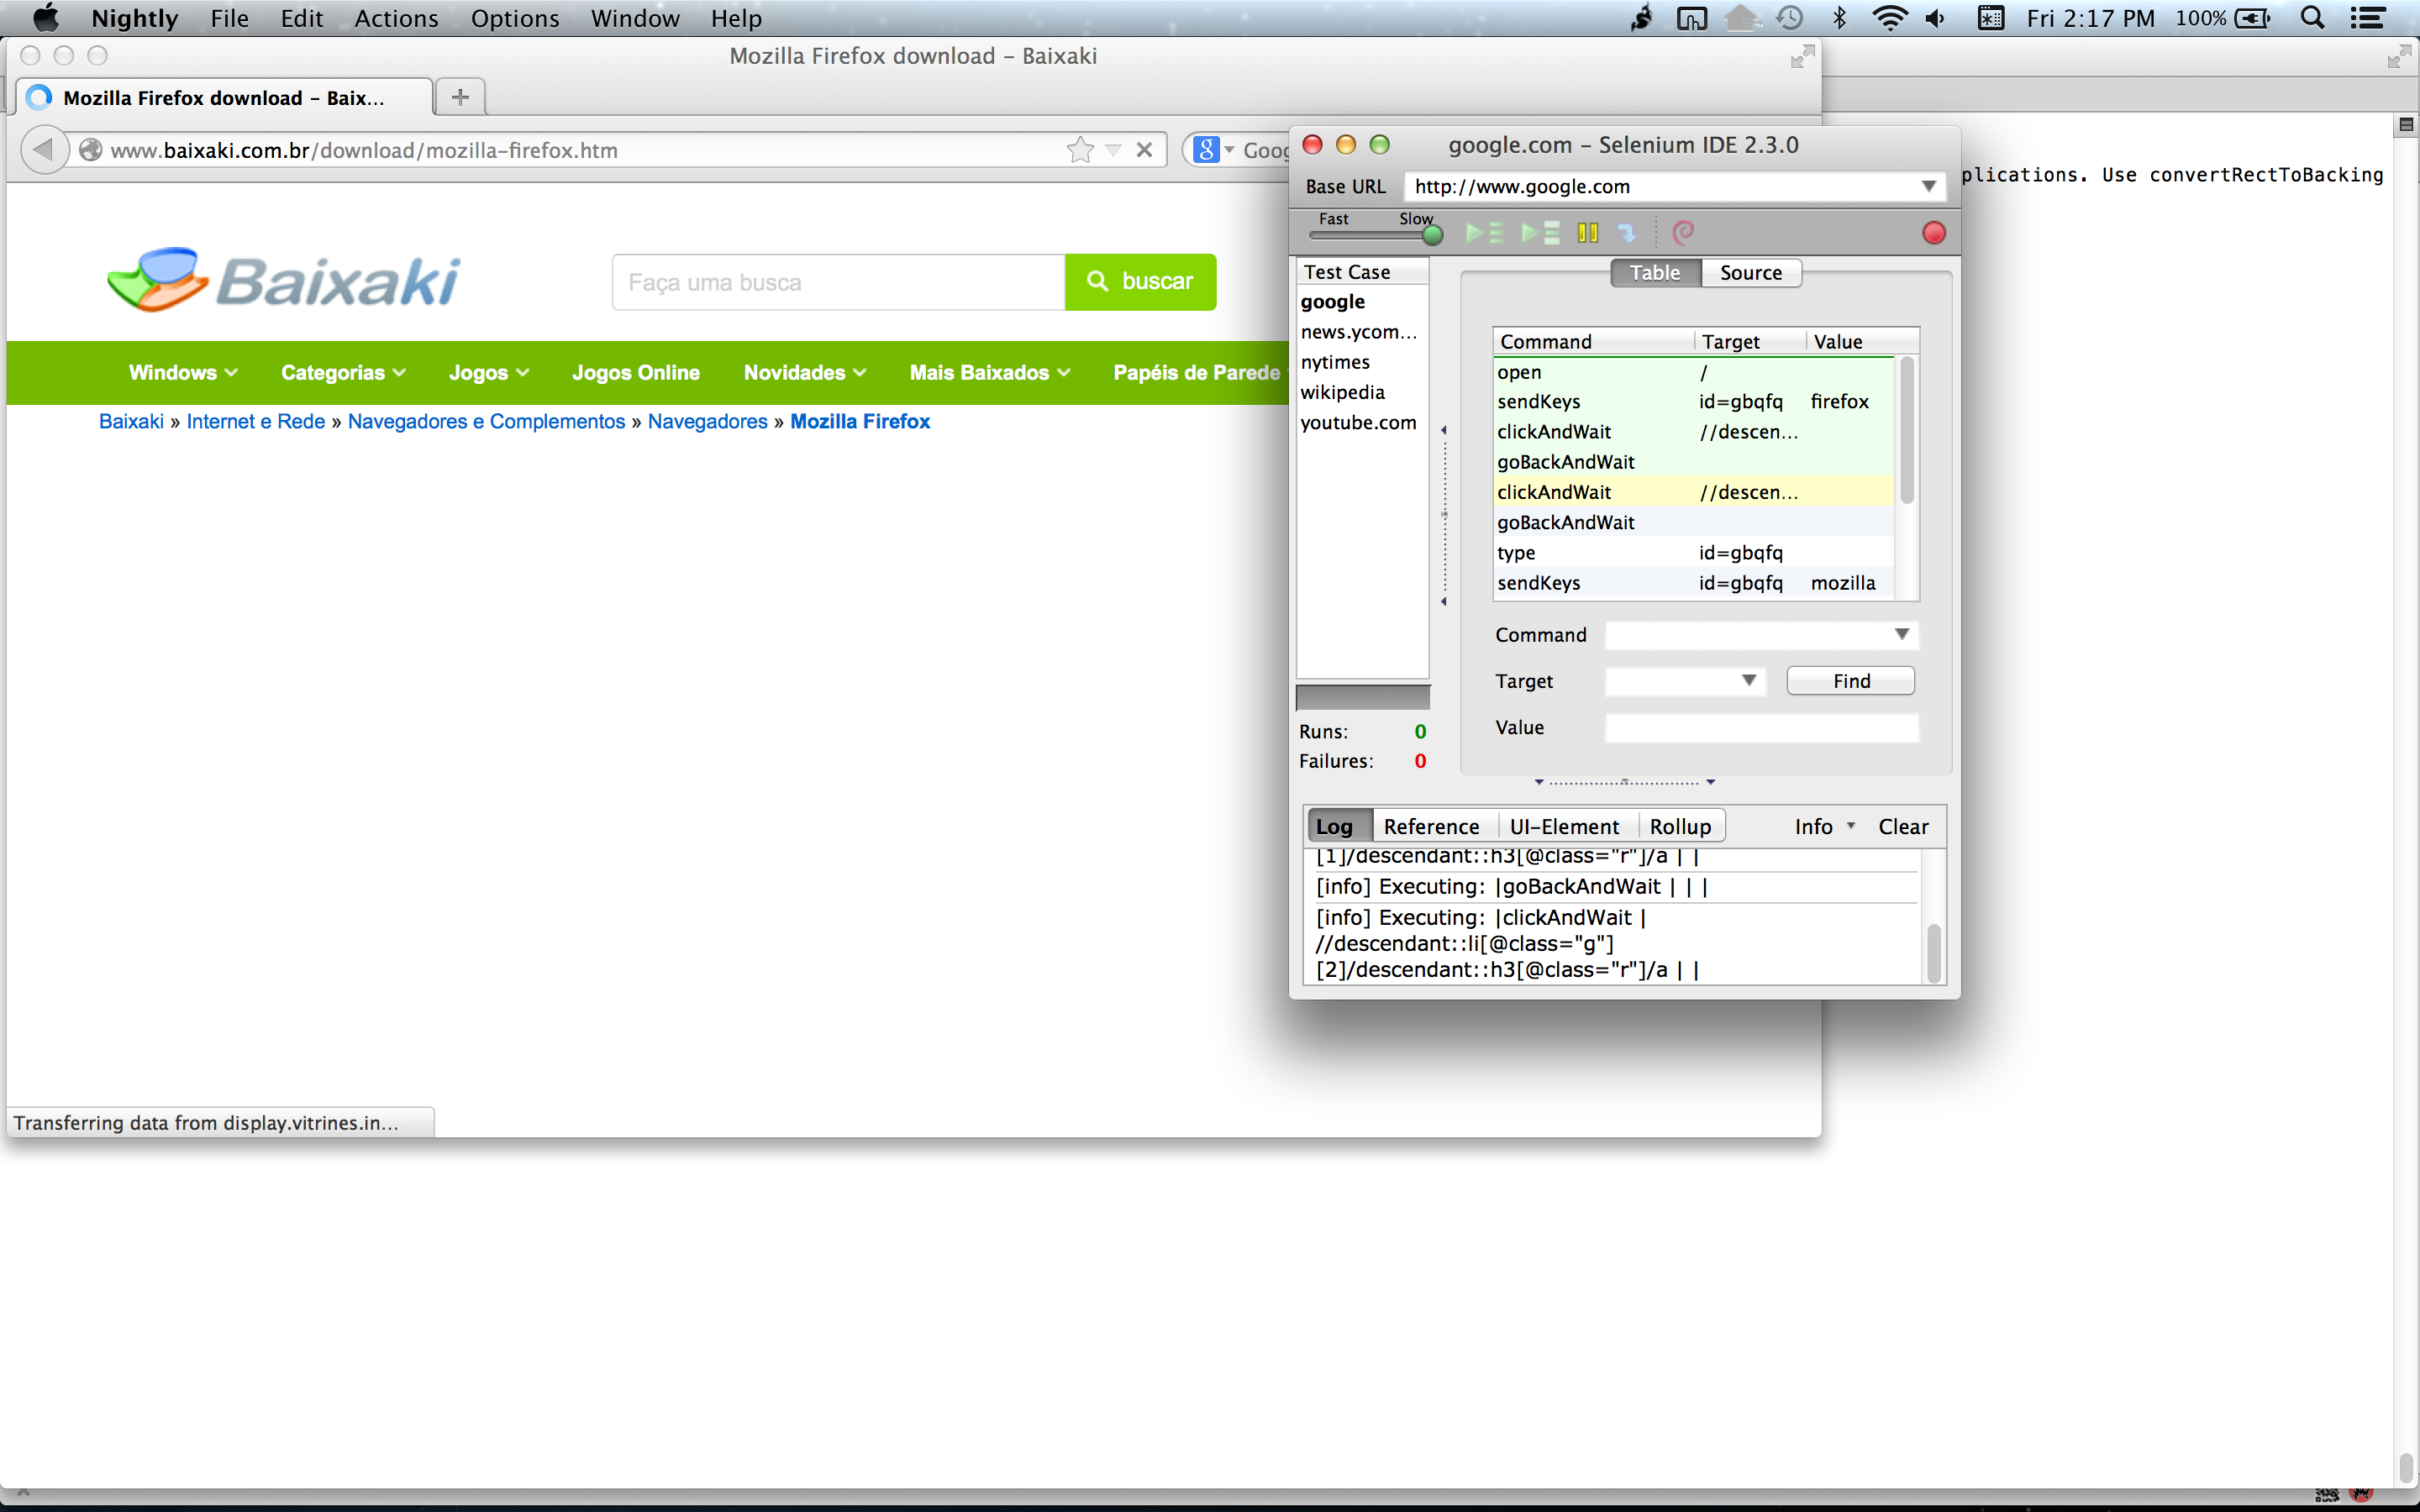 Nightly File Edit Actions Options Window Help
Fri 2:17 PM 100%
Mozilla Firefox download – Baixaki
Mozilla Firefox download – Baix...
www.baixaki.com.br/download/mozilla-firefox.htm
Baixaki
Faça uma busca
buscar
Windows Categorias Jogos Jogos Online Novidades Mais Baixados Papéis de Parede
Baixaki » Internet e Rede » Navegadores e Complementos » Navegadores » Mozilla Firefox
Transferring data from display.vitrines.in...
google.com – Selenium IDE 2.3.0
Base URL http://www.google.com
Fast Slow
Test Case
google
news.ycom...
nytimes
wikipedia
youtube.com
Runs: 0
Failures: 0
Table Source
Command Target Value
open /
sendKeys id=gbqfq firefox
clickAndWait //descen...
goBackAndWait
clickAndWait //descen...
goBackAndWait
type id=gbqfq
sendKeys id=gbqfq mozilla
Command
Target Find
Value
Log Reference UI-Element Rollup Info Clear
[1]/descendant::h3[@class="r"]/a | |
[info] Executing: |goBackAndWait | | |
[info] Executing: |clickAndWait |
//descendant::li[@class="g"]
[2]/descendant::h3[@class="r"]/a | |
plications. Use convertRectToBacking